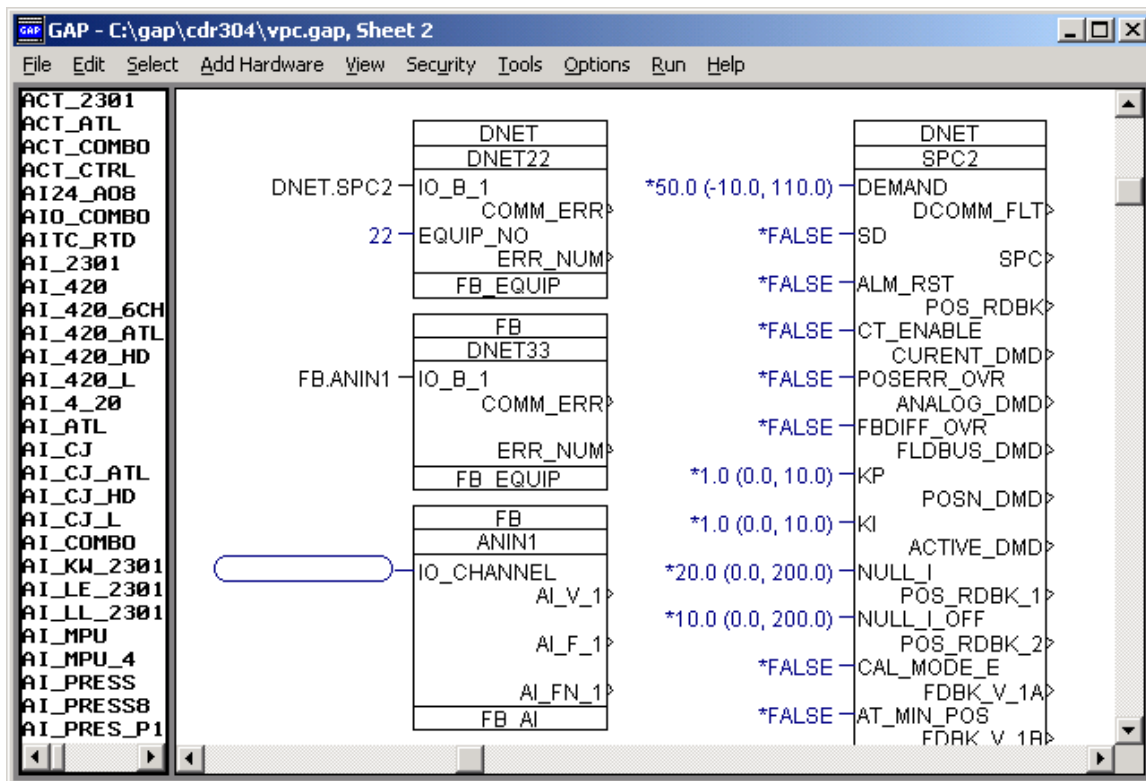 GAP GAP - C:\gap\cdr304\vpc.gap, Sheet 2
File Edit Select Add Hardware View Security Tools Options Run Help
ACT_2301
ACT_ATL
ACT_COMBO
ACT_CTRL
AI24_AO8
AIO_COMBO
AITC_RTD
AI_2301
AI_420
AI_420_6CH
AI_420_ATL
AI_420_HD
AI_420_L
AI_4_20
AI_ATL
AI_CJ
AI_CJ_ATL
AI_CJ_HD
AI_CJ_L
AI_COMBO
AI_KW_2301
AI_LE_2301
AI_LL_2301
AI_MPU
AI_MPU_4
AI_PRESS
AI_PRESS8
AI_PRES_P1
DNET
DNET22
DNET.SPC2 IO_B_1
COMM_ERR
22 EQUIP_NO
ERR_NUM
FB_EQUIP
FB
DNET33
FB.ANIN1 IO_B_1
COMM_ERR
ERR_NUM
FB_EQUIP
FB
ANIN1
IO_CHANNEL
AI_V_1
AI_F_1
AI_FN_1
FB_AI
DNET
SPC2
*50.0 (-10.0, 110.0) DEMAND
DCOMM_FLT
*FALSE SD
SPC
*FALSE ALM_RST
POS_RDBK
*FALSE CT_ENABLE
CURENT_DMD
*FALSE POSERR_OVR
ANALOG_DMD
*FALSE FBDIFF_OVR
FLDBUS_DMD
*1.0 (0.0, 10.0) KP
POSN_DMD
*1.0 (0.0, 10.0) KI
ACTIVE_DMD
*20.0 (0.0, 200.0) NULL_I
POS_RDBK_1
*10.0 (0.0, 200.0) NULL_I_OFF
POS_RDBK_2
*FALSE CAL_MODE_E
FDBK_V_1A
*FALSE AT_MIN_POS
FDBK_V_1B